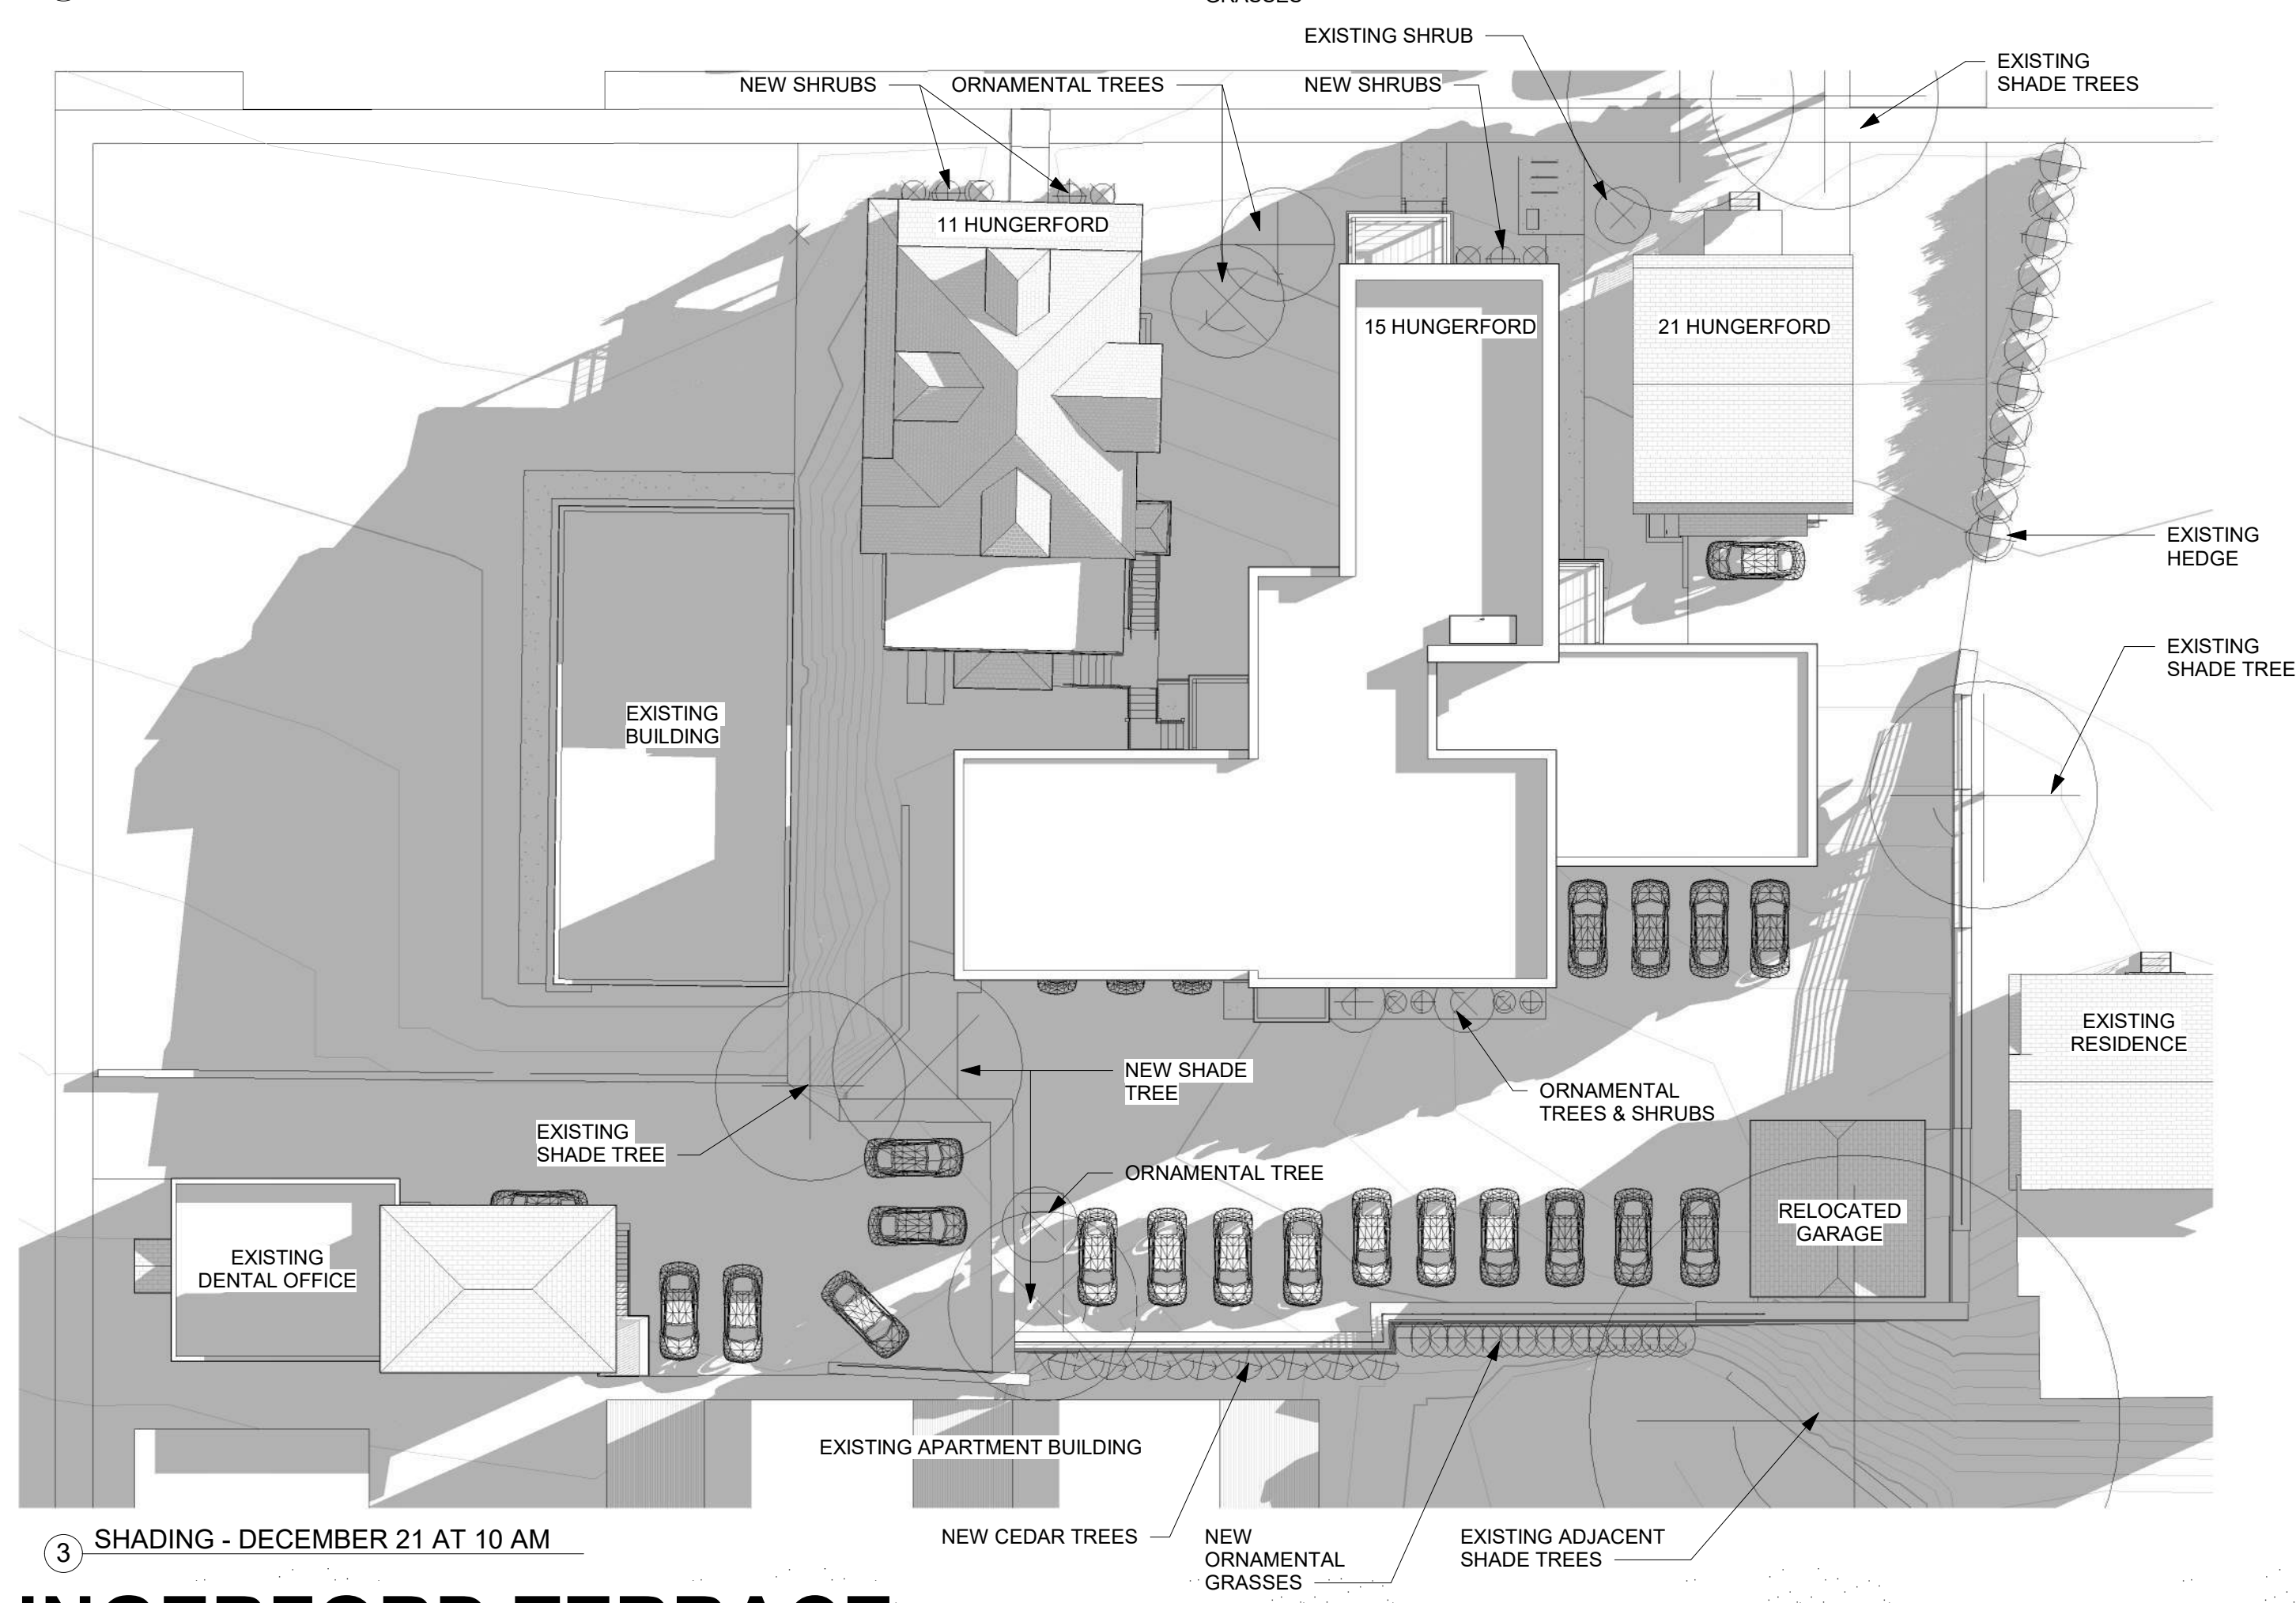 EXISTING SHRUB
EXISTING
SHADE TREES
NEW SHRUBS
ORNAMENTAL TREES
NEW SHRUBS
11 HUNGERFORD
15 HUNGERFORD
21 HUNGERFORD
EXISTING
HEDGE
EXISTING
SHADE TREE
EXISTING
BUILDING
EXISTING
RESIDENCE
NEW SHADE
TREE
ORNAMENTAL
TREES & SHRUBS
EXISTING
SHADE TREE
ORNAMENTAL TREE
RELOCATED
GARAGE
EXISTING
DENTAL OFFICE
EXISTING APARTMENT BUILDING
NEW CEDAR TREES
NEW
ORNAMENTAL
GRASSES
EXISTING ADJACENT
SHADE TREES
3 SHADING - DECEMBER 21 AT 10 AM